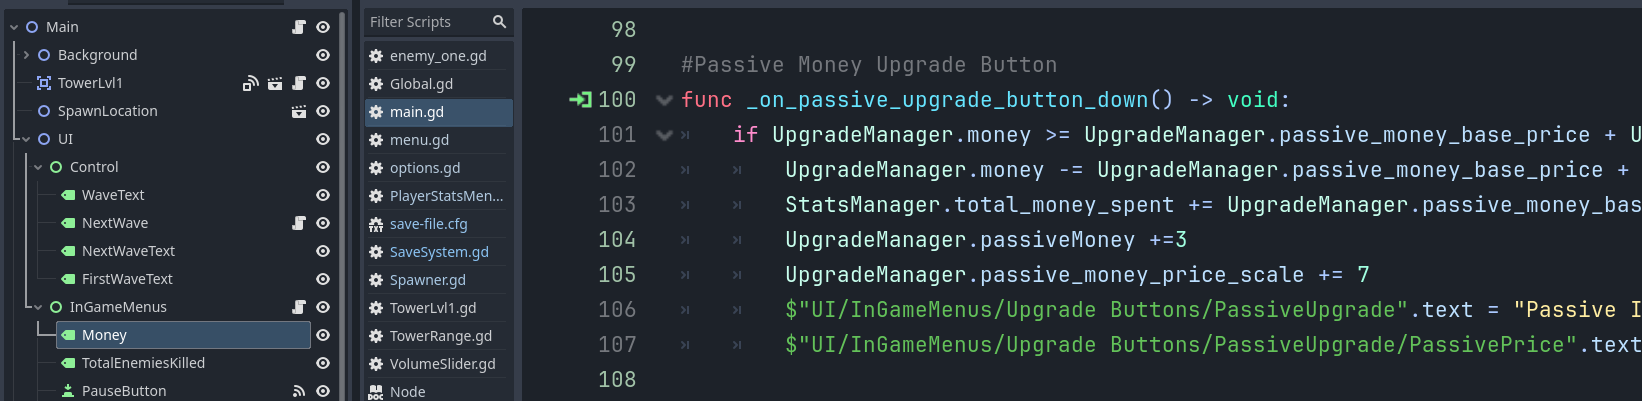 Main
Background
TowerLvl1
SpawnLocation
UI
Control
WaveText
NextWave
NextWaveText
FirstWaveText
InGameMenus
Money
TotalEnemiesKilled
PauseButton
Filter Scripts
enemy_one.gd
Global.gd
main.gd
menu.gd
options.gd
PlayerStatsMen...
save-file.cfg
SaveSystem.gd
Spawner.gd
TowerLvl1.gd
TowerRange.gd
VolumeSlider.gd
Node
98
99 #Passive Money Upgrade Button
100 func _on_passive_upgrade_button_down() -> void:
101 if UpgradeManager.money >= UpgradeManager.passive_money_base_price + U
102 UpgradeManager.money -= UpgradeManager.passive_money_base_price +
103 StatsManager.total_money_spent += UpgradeManager.passive_money_bas
104 UpgradeManager.passiveMoney +=3
105 UpgradeManager.passive_money_price_scale += 7
106 $"UI/InGameMenus/Upgrade Buttons/PassiveUpgrade".text = "Passive I
107 $"UI/InGameMenus/Upgrade Buttons/PassiveUpgrade/PassivePrice".text
108